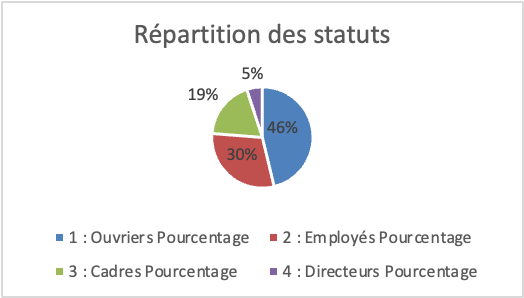 Répartition des statuts
5%
19%
46%
30%
1 : Ouvriers Pourcentage
2 : Employés Pourcentage
3 : Cadres Pourcentage
4 : Directeurs Pourcentage